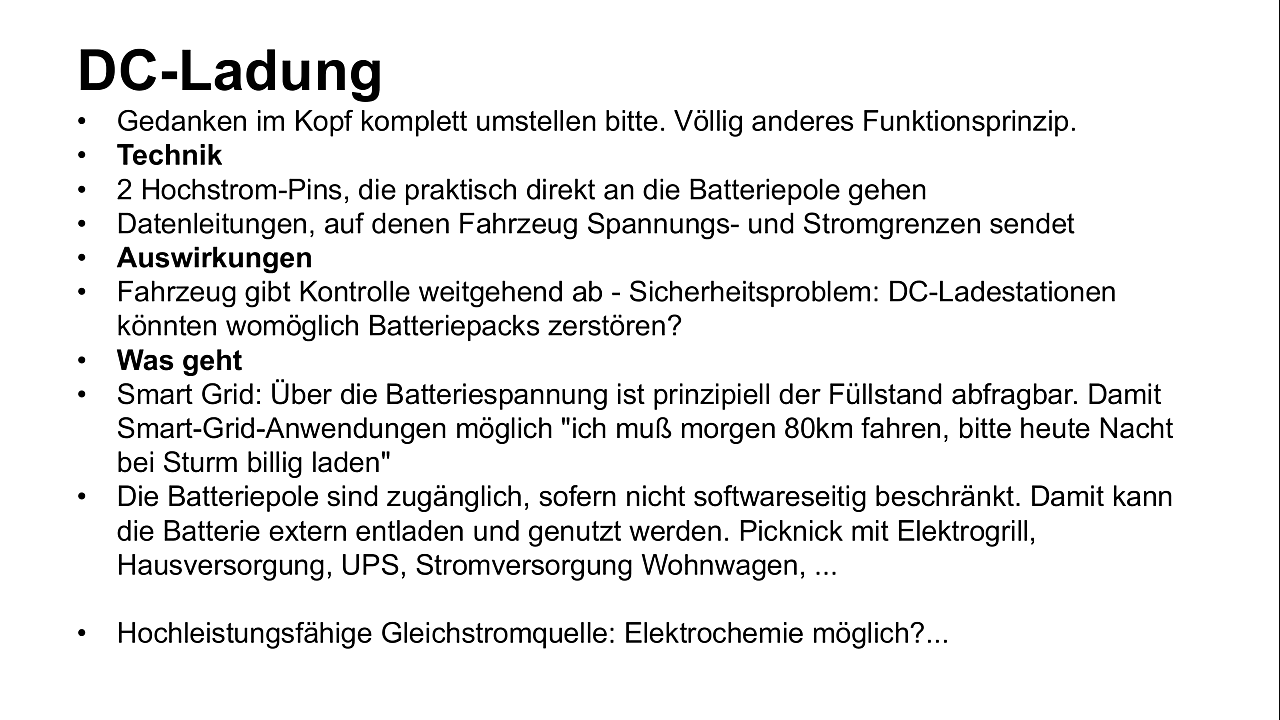 DC-Ladung
• Gedanken im Kopf komplett umstellen bitte. Völlig anderes Funktionsprinzip.
• Technik
• 2 Hochstrom-Pins, die praktisch direkt an die Batteriepole gehen
• Datenleitungen, auf denen Fahrzeug Spannungs- und Stromgrenzen sendet
• Auswirkungen
• Fahrzeug gibt Kontrolle weitgehend ab - Sicherheitsproblem: DC-Ladestationen
könnten womöglich Batteriepacks zerstören?
• Was geht
• Smart Grid: Über die Batteriespannung ist prinzipiell der Füllstand abfragbar. Damit
Smart-Grid-Anwendungen möglich "ich muß morgen 80km fahren, bitte heute Nacht
bei Sturm billig laden"
• Die Batteriepole sind zugänglich, sofern nicht softwareseitig beschränkt. Damit kann
die Batterie extern entladen und genutzt werden. Picknick mit Elektrogrill,
Hausversorgung, UPS, Stromversorgung Wohnwagen, ...
• Hochleistungsfähige Gleichstromquelle: Elektrochemie möglich?...